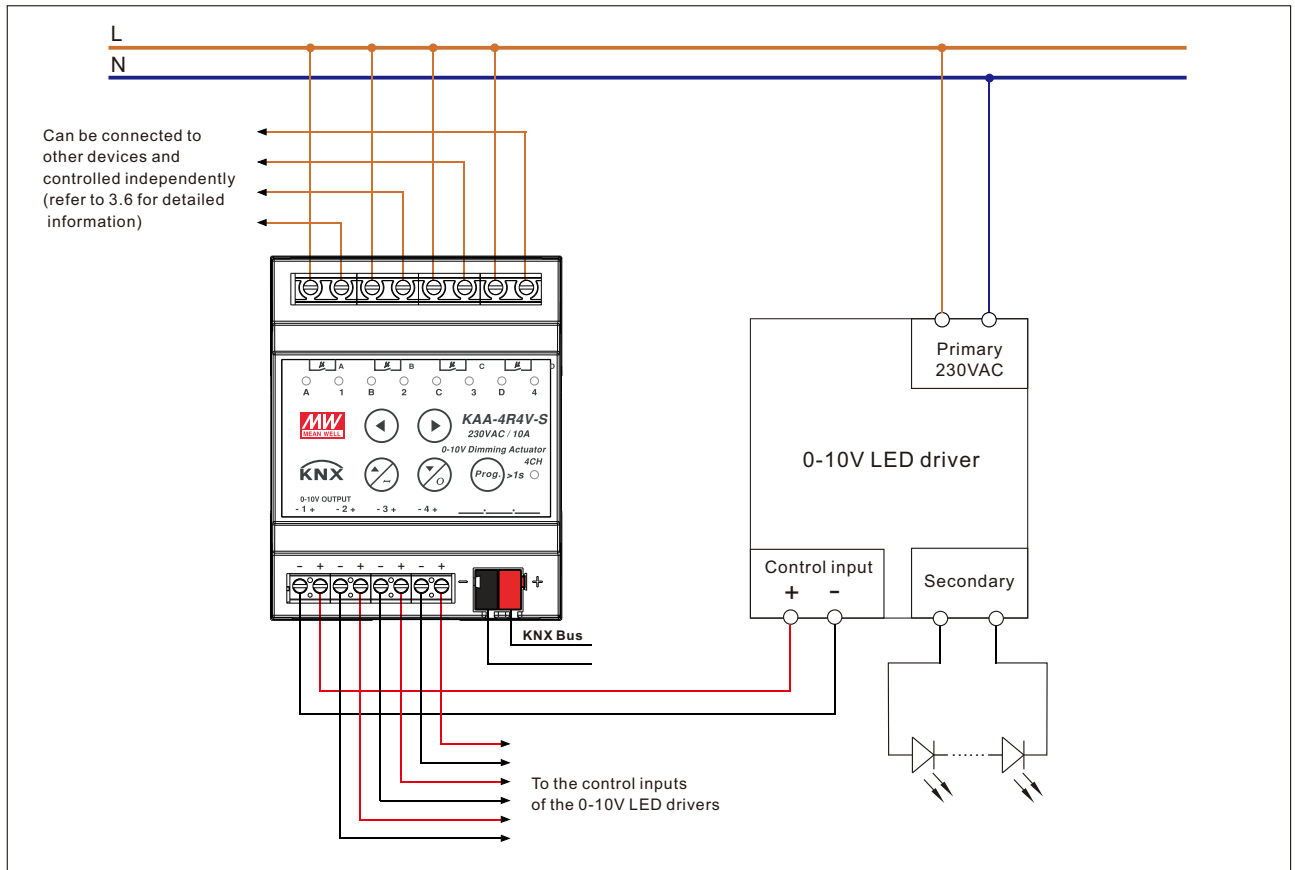 L
N
Can be connected to
other devices and
controlled independently
(refer to 3.6 for detailed
information)
A B C D
A 1 B 2 C 3 D 4
MW
MEAN WELL
KAA-4R4V-S
230VAC / 10A
0-10V Dimming Actuator
4CH
KNX
Prog. >1s
O
0-10V OUTPUT
- 1 + - 2 + - 3 + - 4 + ____.____.____
- + - + - + - +
- +
KNX Bus
Primary
230VAC
0-10V LED driver
Control input
+ -
Secondary
To the control inputs
of the 0-10V LED drivers